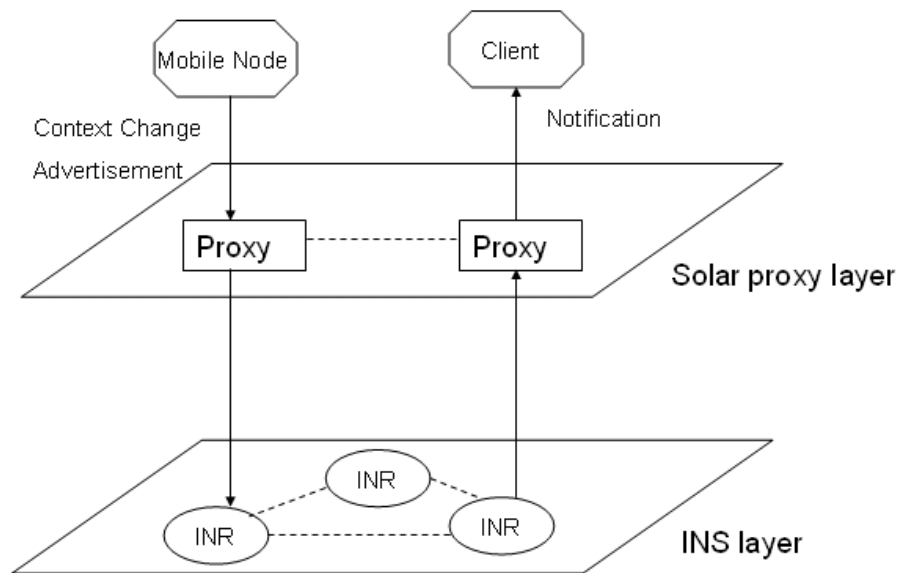 Mobile Node
Client
Context Change
Advertisement
Notification
Proxy
Proxy
Solar proxy layer
INR
INR
INR
INS layer